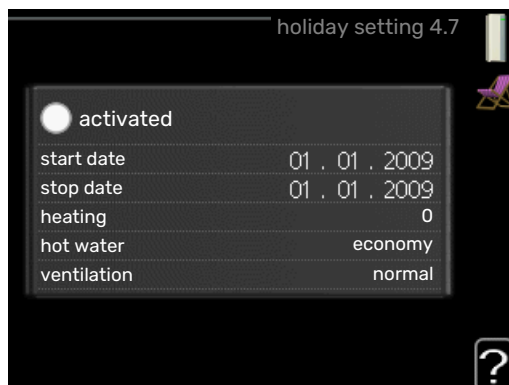 holiday setting 4.7
activated
start date 01 . 01 . 2009
stop date 01 . 01 . 2009
heating 0
hot water economy
ventilation normal
?